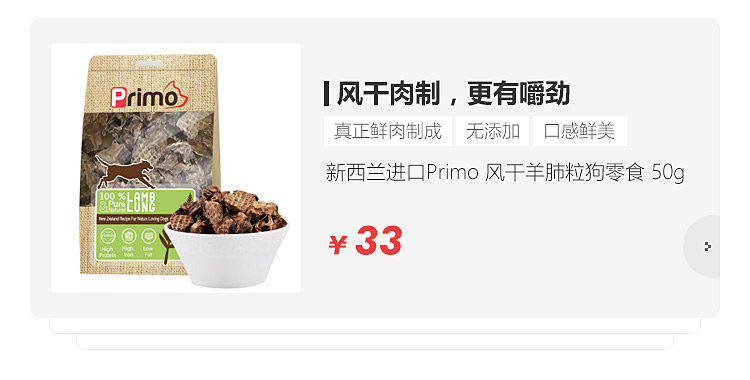 Primo
100 %
& Pure
Natural
LAMB
LUNG
New Zealand Recipe For Nature Loving Dogs
High
Protein
High
Iron
Low
Fat
风干肉制，更有嚼劲
真正鲜肉制成 无添加 口感鲜美
新西兰进口Primo 风干羊肺粒狗零食 50g
¥ 33